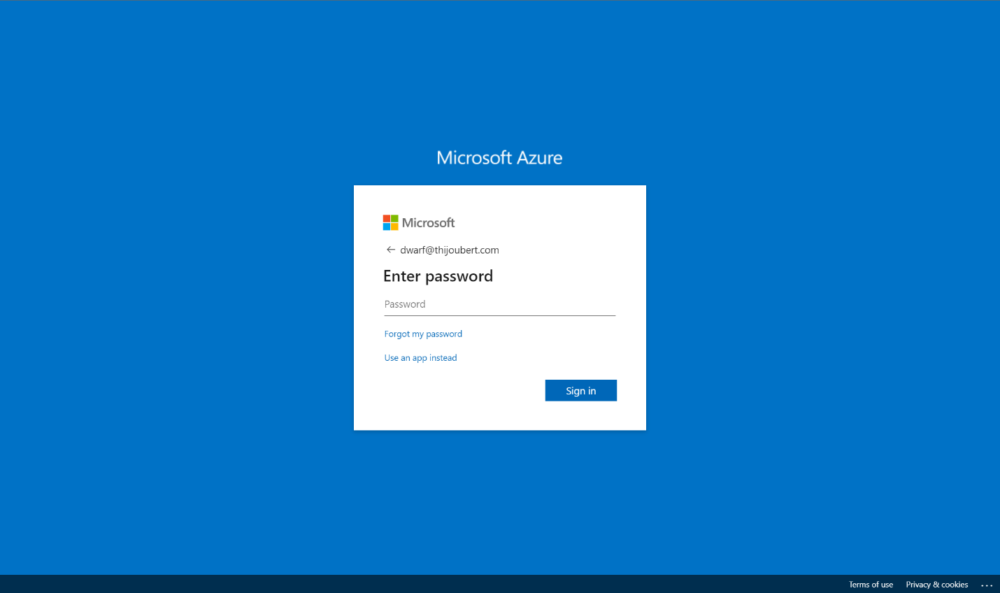 Microsoft Azure
Microsoft
← dwarf@thijoubert.com
Enter password
Password
Forgot my password
Use an app instead
Sign in
Terms of use Privacy & cookies ...